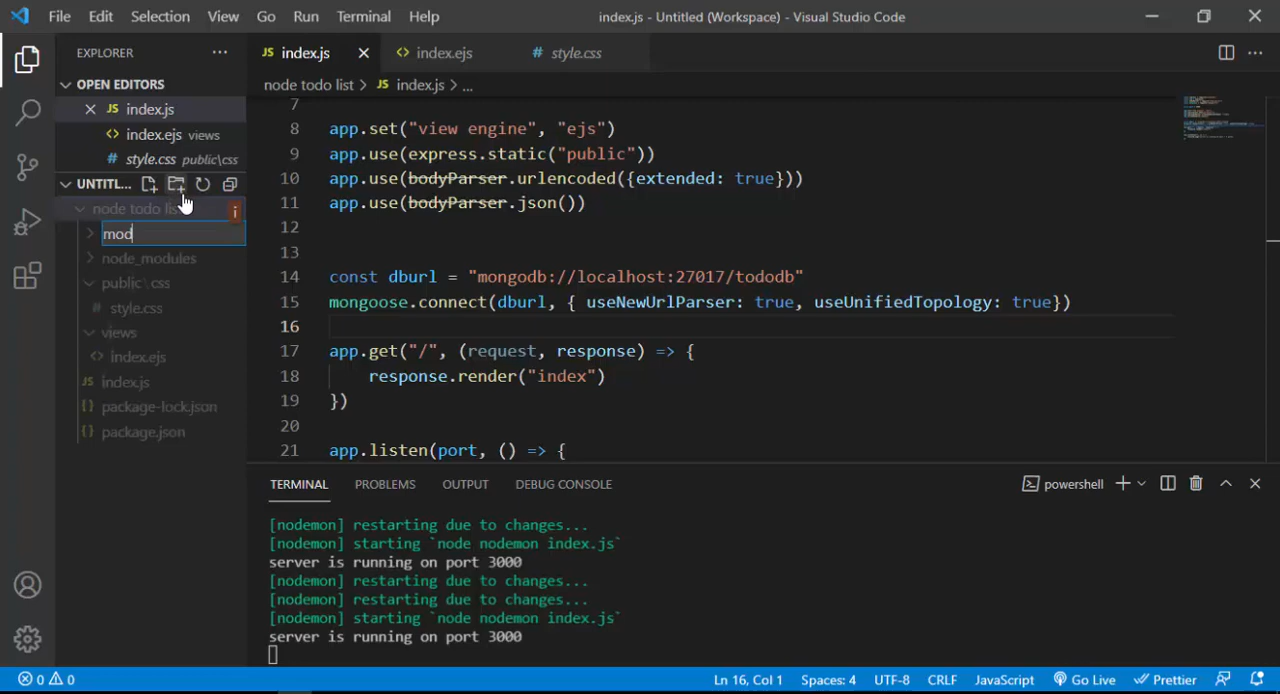 File Edit Selection View Go Run Terminal Help
index.js - Untitled (Workspace) - Visual Studio Code
EXPLORER
OPEN EDITORS
JS index.js
<> index.ejs views
# style.css public\css
UNTITL...
node todo lis
i
mod
node_modules
public\css
style.css
views
<> index.ejs
JS index.js
{} package-lock.json
{} package.json
JS index.js
<> index.ejs
# style.css
node todo list > JS index.js > ...
7
8 app.set("view engine", "ejs")
9 app.use(express.static("public"))
10 app.use(bodyParser.urlencoded({extended: true}))
11 app.use(bodyParser.json())
12
13
14 const dburl = "mongodb://localhost:27017/tododb"
15 mongoose.connect(dburl, { useNewUrlParser: true, useUnifiedTopology: true})
16
17 app.get("/", (request, response) => {
18 response.render("index")
19 })
20
21 app.listen(port, () => {
TERMINAL PROBLEMS OUTPUT DEBUG CONSOLE
powershell
[nodemon] restarting due to changes...
[nodemon] starting `node nodemon index.js`
server is running on port 3000
[nodemon] restarting due to changes...
[nodemon] restarting due to changes...
[nodemon] starting `node nodemon index.js`
server is running on port 3000
0 0
Ln 16, Col 1 Spaces: 4 UTF-8 CRLF JavaScript Go Live Prettier